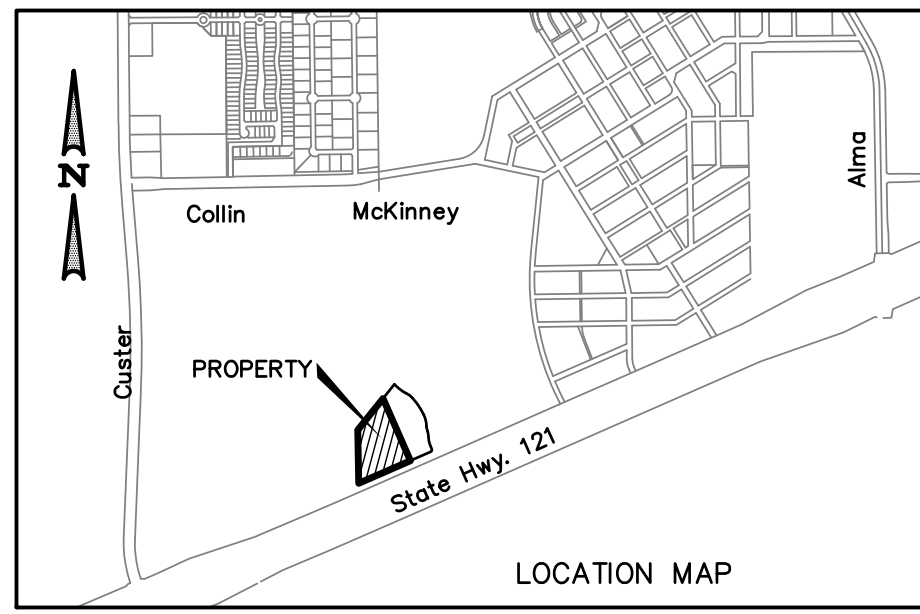 Alma
N
Collin McKinney
Custer
PROPERTY
State Hwy. 121
LOCATION MAP